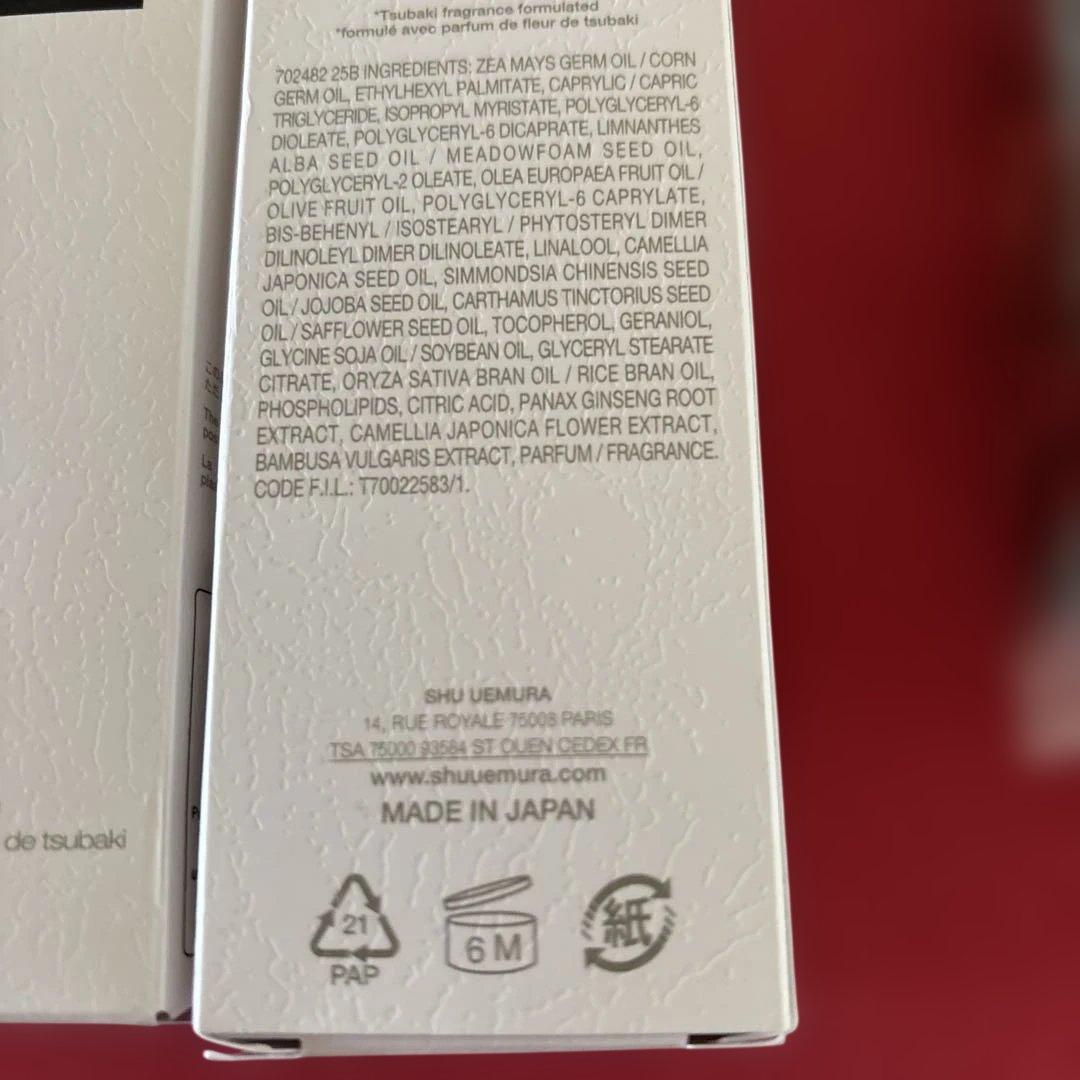 *Tsubaki fragrance formulated
*formulé avec parfum de fleur de tsubaki
702482 25B INGREDIENTS: ZEA MAYS GERM OIL / CORN
GERM OIL, ETHYLHEXYL PALMITATE, CAPRYLIC / CAPRIC
TRIGLYCERIDE, ISOPROPYL MYRISTATE, POLYGLYCERYL-6
DIOLEATE, POLYGLYCERYL-6 DICAPRATE, LIMNANTHES
ALBA SEED OIL / MEADOWFOAM SEED OIL,
POLYGLYCERYL-2 OLEATE, OLEA EUROPAEA FRUIT OIL /
OLIVE FRUIT OIL, POLYGLYCERYL-6 CAPRYLATE,
BIS-BEHENYL / ISOSTEARYL / PHYTOSTERYL DIMER
DILINOLEYL DIMER DILINOLEATE, LINALOOL, CAMELLIA
JAPONICA SEED OIL, SIMMONDSIA CHINENSIS SEED
OIL / JOJOBA SEED OIL, CARTHAMUS TINCTORIUS SEED
OIL / SAFFLOWER SEED OIL, TOCOPHEROL, GERANIOL,
GLYCINE SOJA OIL / SOYBEAN OIL, GLYCERYL STEARATE
CITRATE, ORYZA SATIVA BRAN OIL / RICE BRAN OIL,
PHOSPHOLIPIDS, CITRIC ACID, PANAX GINSENG ROOT
EXTRACT, CAMELLIA JAPONICA FLOWER EXTRACT,
BAMBUSA VULGARIS EXTRACT, PARFUM / FRAGRANCE.
CODE F.I.L.: T70022583/1.
SHU UEMURA
14, RUE ROYALE 75008 PARIS
TSA 75000 93584 ST OUEN CEDEX FR
www.shuuemura.com
MADE IN JAPAN
21
PAP
6 M
紙
The
La
de tsubaki